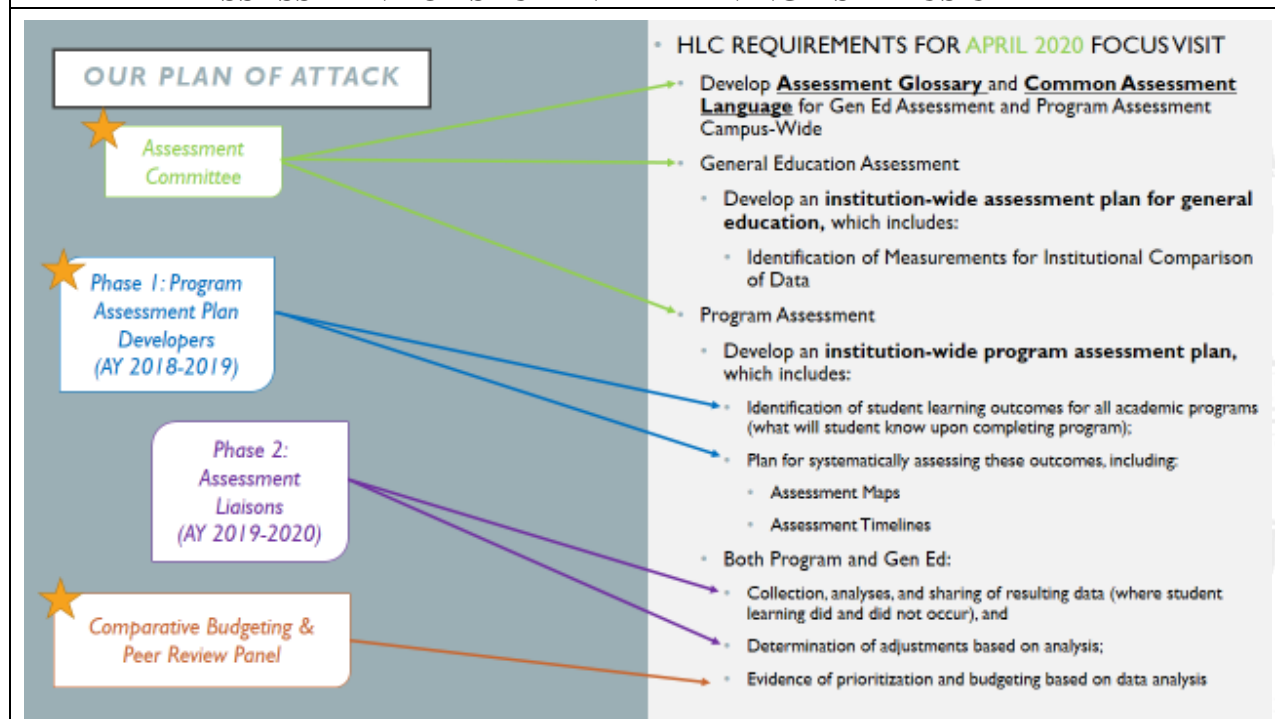 OUR PLAN OF ATTACK
Assessment
Committee
Phase 1: Program
Assessment Plan
Developers
(AY 2018-2019)
Phase 2:
Assessment
Liaisons
(AY 2019-2020)
Comparative Budgeting &
Peer Review Panel
HLC REQUIREMENTS FOR APRIL 2020 FOCUS VISIT
Develop Assessment Glossary and Common Assessment
Language for Gen Ed Assessment and Program Assessment
Campus-Wide
General Education Assessment
Develop an institution-wide assessment plan for general
education, which includes:
Identification of Measurements for Institutional Comparison
of Data
Program Assessment
Develop an institution-wide program assessment plan,
which includes:
Identification of student learning outcomes for all academic programs
(what will student know upon completing program);
Plan for systematically assessing these outcomes, including:
Assessment Maps
Assessment Timelines
Both Program and Gen Ed:
Collection, analyses, and sharing of resulting data (where student
learning did and did not occur), and
Determination of adjustments based on analysis;
Evidence of prioritization and budgeting based on data analysis